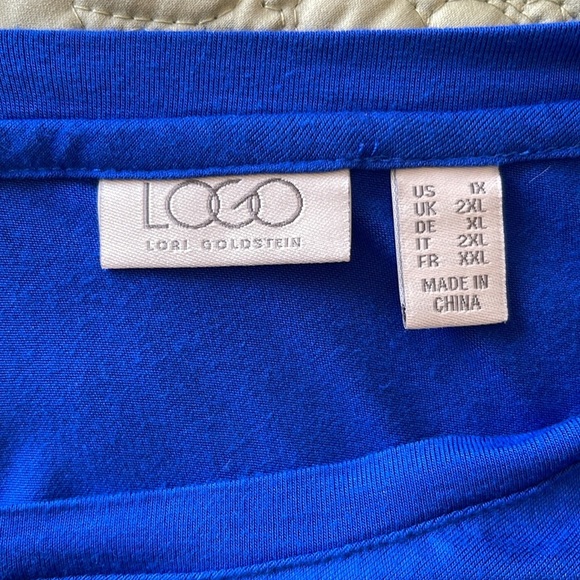 LOGO
LORI GOLDSTEIN
US 1X
UK 2XL
DE XL
IT 2XL
FR XXL
MADE IN
CHINA